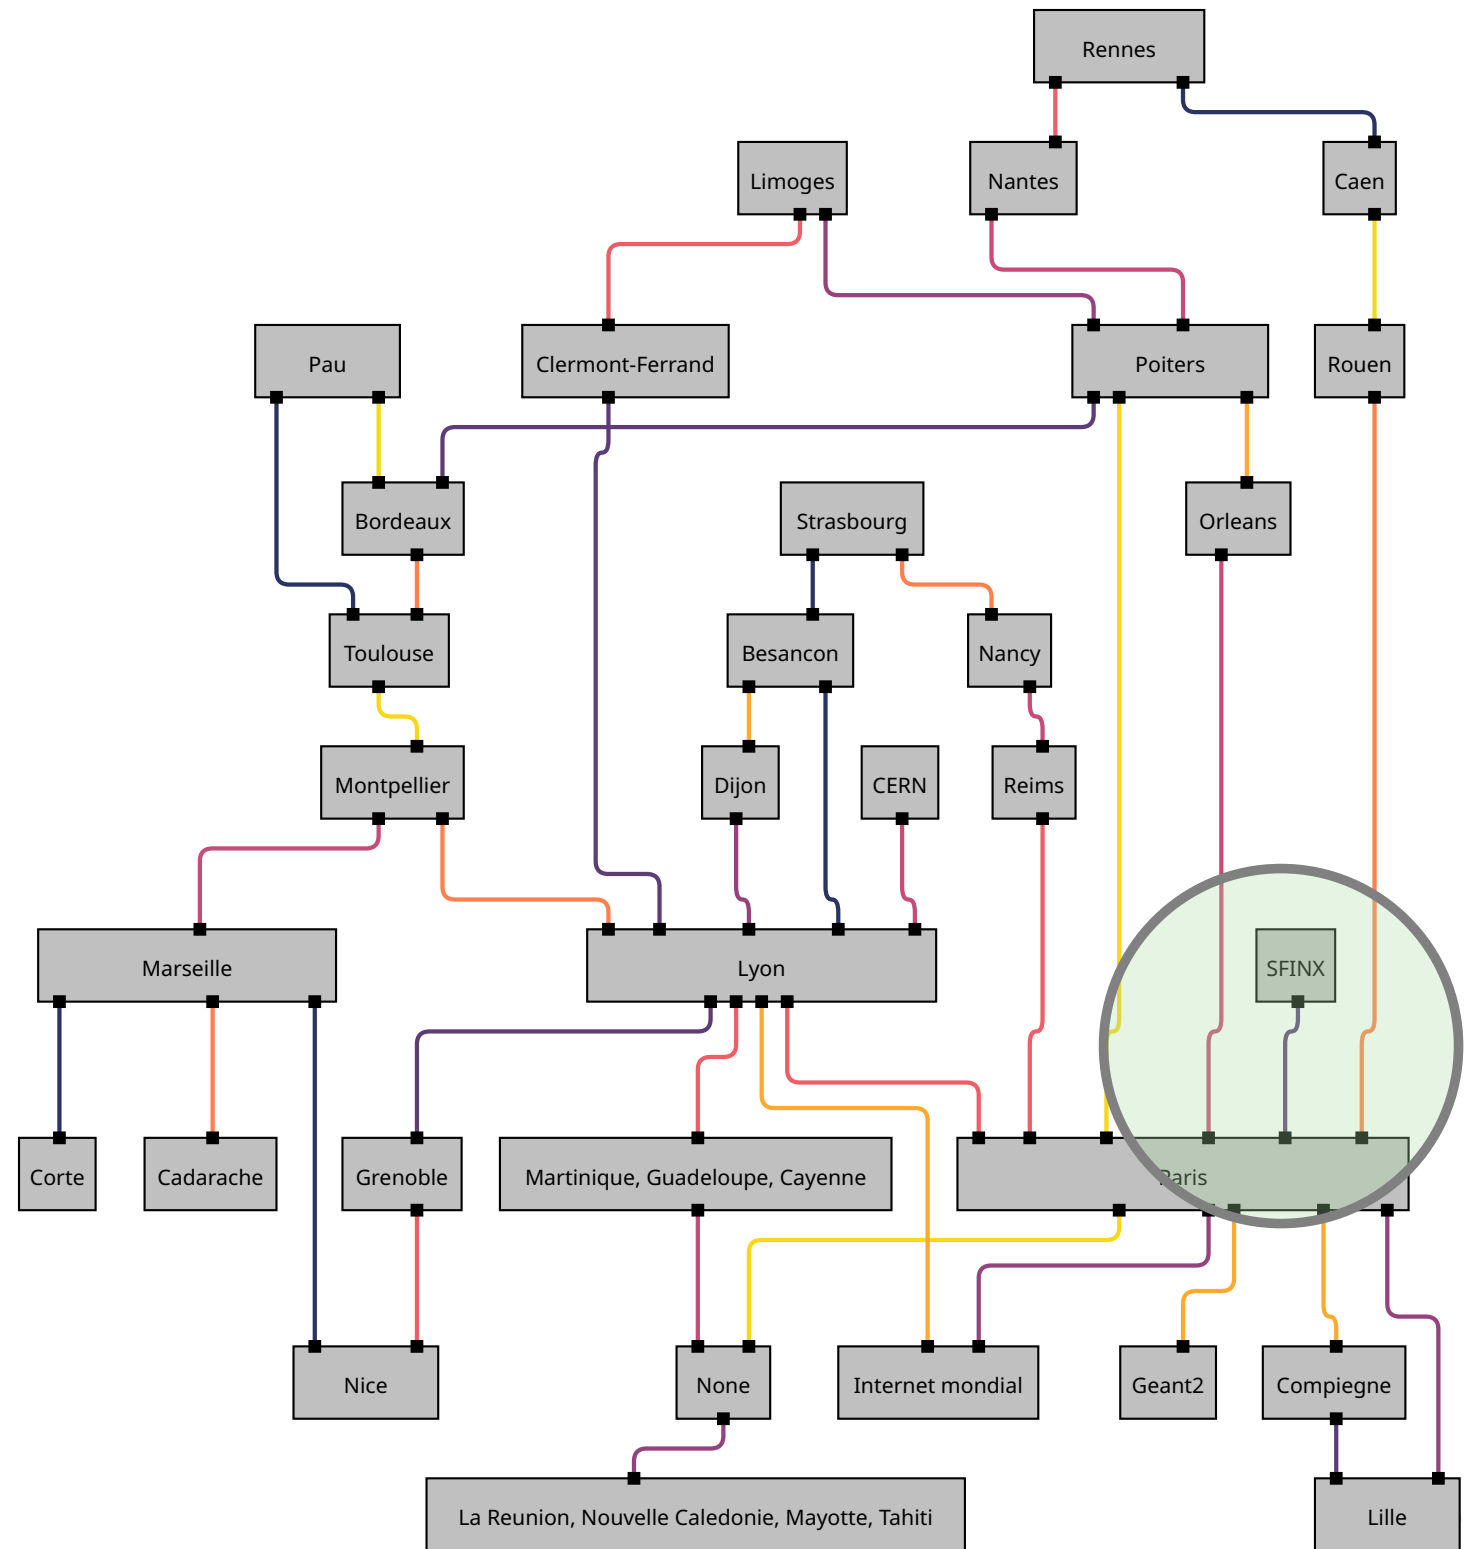 Rennes
Limoges
Nantes
Caen
Pau
Clermont-Ferrand
Poiters
Rouen
Bordeaux
Strasbourg
Orleans
Toulouse
Besancon
Nancy
Montpellier
Dijon
CERN
Reims
Marseille
Lyon
SFINX
Corte
Cadarache
Grenoble
Martinique, Guadeloupe, Cayenne
Paris
Nice
None
Internet mondial
Geant2
Compiegne
La Reunion, Nouvelle Caledonie, Mayotte, Tahiti
Lille